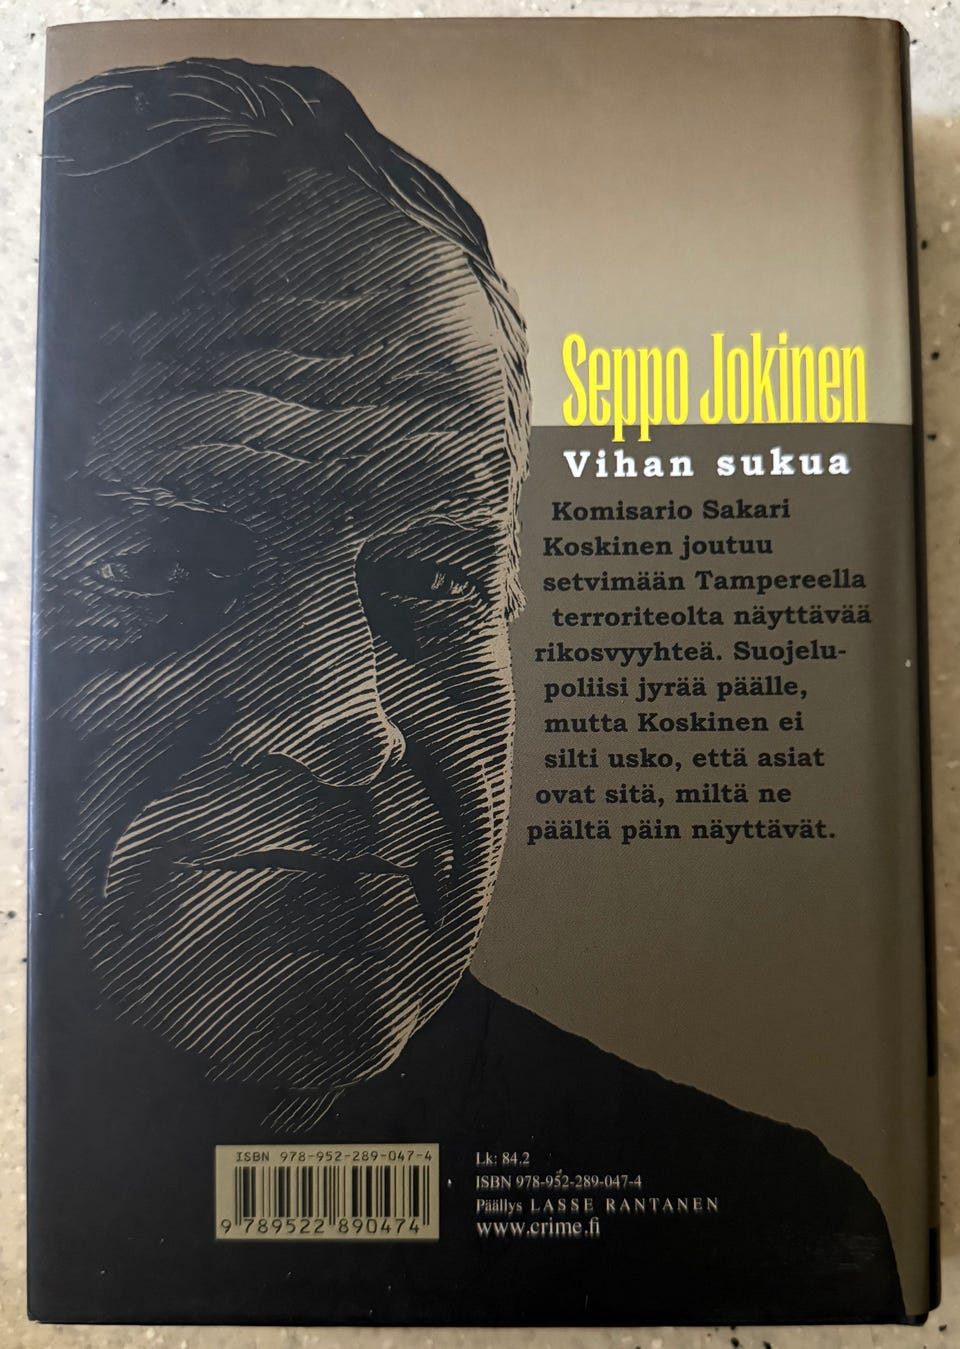 Seppo Jokinen
Vihan sukua
Komisario Sakari
Koskinen joutuu
setvimään Tampereella
terroriteolta näyttävää
rikosvyyhteä. Suojelu-
poliisi jyrää päälle,
mutta Koskinen ei
silti usko, että asiat
ovat sitä, miltä ne
päältä päin näyttävät.
ISBN 978-952-289-047-4
9 789522 890474
Lk: 84.2
ISBN 978-952-289-047-4
Päällys LASSE RANTANEN
www.crime.fi